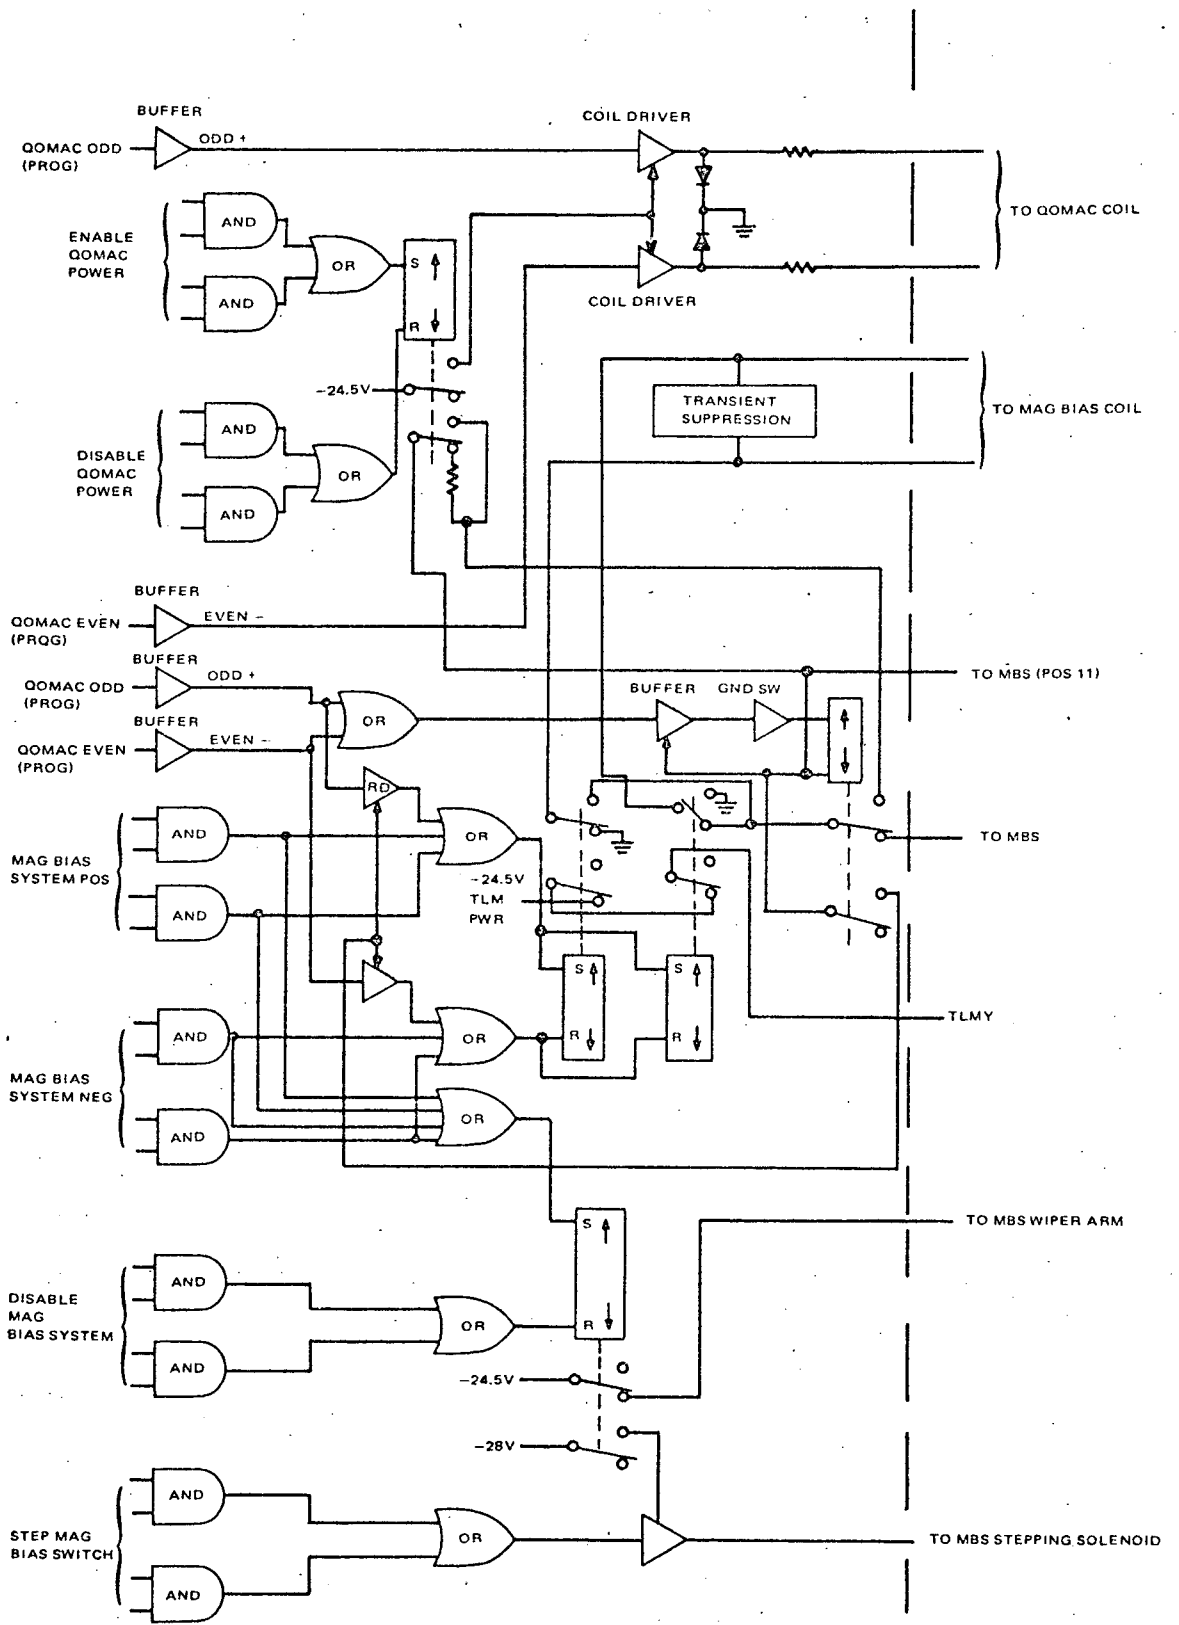 BUFFER
COIL DRIVER
QOMAC ODD
(PROG)
ODD +
TO QOMAC COIL
AND
ENABLE
QOMAC
POWER
OR
S
AND
R
COIL DRIVER
-24.5V
TRANSIENT
SUPPRESSION
TO MAG BIAS COIL
AND
DISABLE
QOMAC
POWER
OR
AND
BUFFER
QOMAC EVEN
(PROG)
EVEN -
BUFFER
QOMAC ODD
(PROG)
ODD +
TO MBS (POS 11)
BUFFER
GND SW
OR
BUFFER
QOMAC EVEN
(PROG)
EVEN -
RD
AND
OR
TO MBS
MAG BIAS
SYSTEM POS
-24.5V
TLM
PWR
AND
S
S
TLMY
AND
OR
R
R
MAG BIAS
SYSTEM NEG
OR
AND
S
TO MBS WIPER ARM
AND
DISABLE
MAG
BIAS SYSTEM
OR
R
AND
-24.5V
-28V
AND
STEP MAG
BIAS SWITCH
OR
TO MBS STEPPING SOLENOID
AND